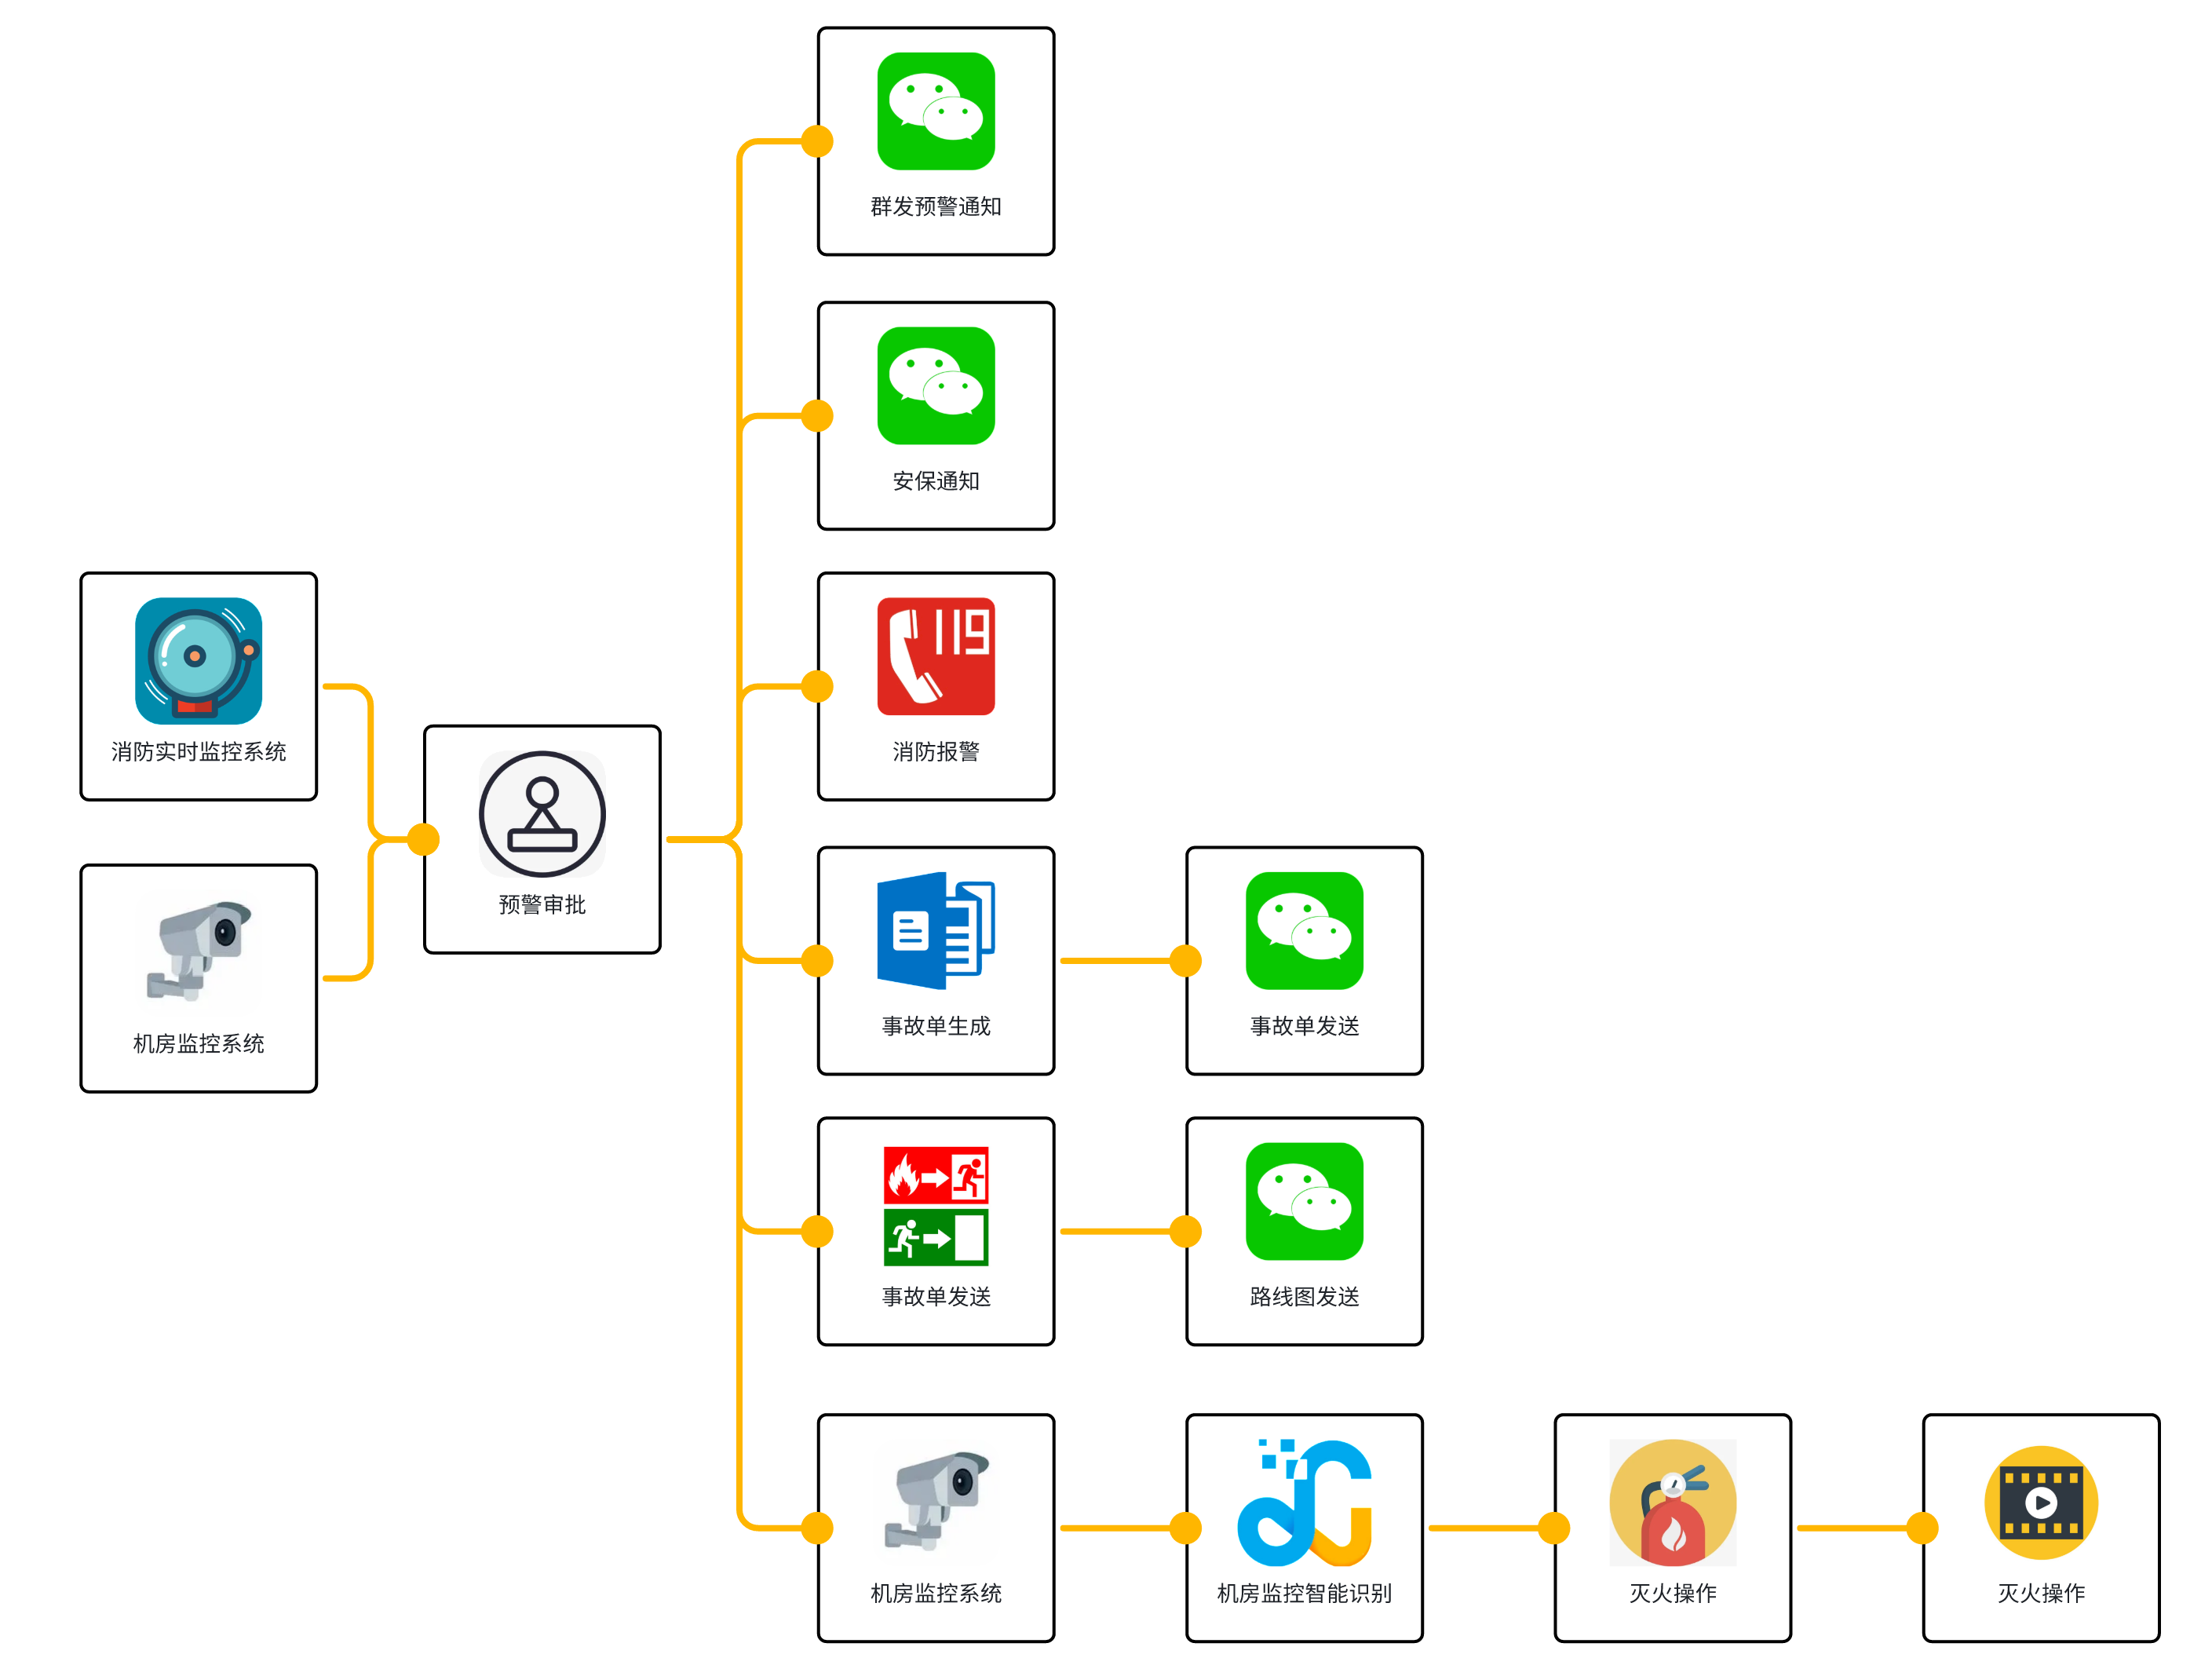 群发预警通知
安保通知
消防实时监控系统
119
消防报警
预警审批
机房监控系统
事故单生成
事故单发送
事故单发送
路线图发送
机房监控系统
机房监控智能识别
灭火操作
灭火操作